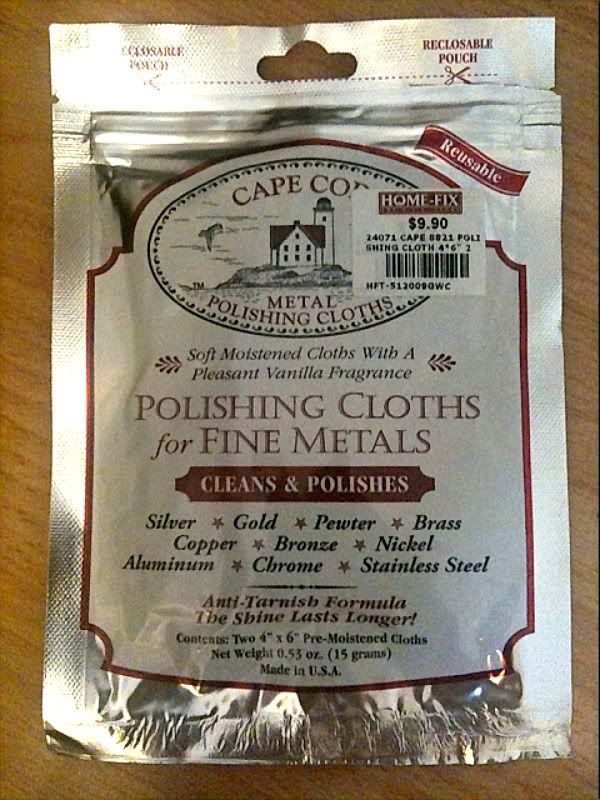 RECLOSABLE
POUCH
RECLOSABLE
POUCH
Reusable
CAPE COD
HOME-FIX
$9.90
24071 CAPE 8821 POLI
SHING CLOTH 4*6" 2
HFT-512009GWC
TM
METAL
POLISHING CLOTHS
Soft Moistened Cloths With A
Pleasant Vanilla Fragrance
POLISHING CLOTHS
for FINE METALS
CLEANS & POLISHES
Silver ★ Gold ★ Pewter ★ Brass
Copper ★ Bronze ★ Nickel
Aluminum ★ Chrome ★ Stainless Steel
Anti-Tarnish Formula
The Shine Lasts Longer!
Contents: Two 4" x 6" Pre-Moistened Cloths
Net Weight 0.53 oz. (15 grams)
Made in U.S.A.